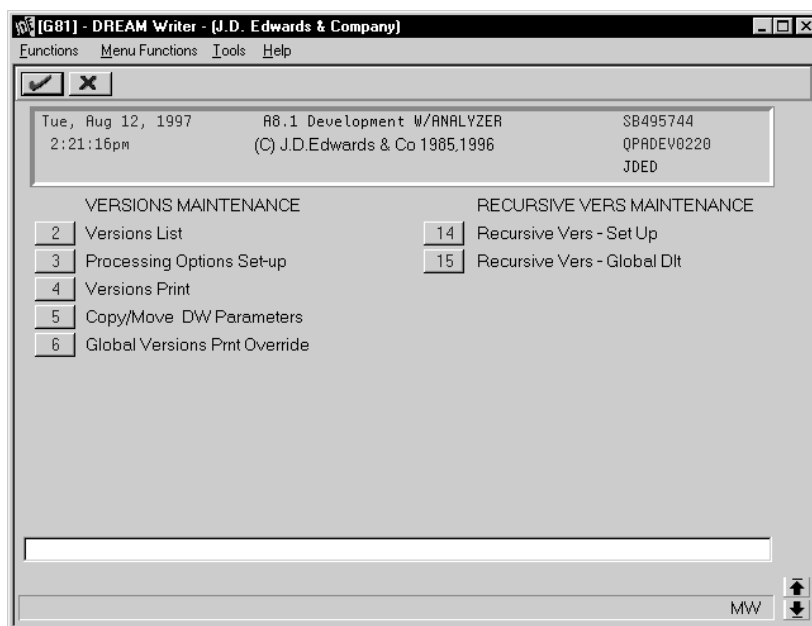 [G81] - DREAM Writer - (J.D. Edwards & Company)
Functions Menu Functions Tools Help
Tue, Aug 12, 1997 A8.1 Development W/ANALYZER SB495744
2:21:16pm (C) J.D.Edwards & Co 1985,1996 QPADEV0220
JDED
VERSIONS MAINTENANCE RECURSIVE VERS MAINTENANCE
2 Versions List 14 Recursive Vers - Set Up
3 Processing Options Set-up 15 Recursive Vers - Global Dlt
4 Versions Print
5 Copy/Move DW Parameters
6 Global Versions Prnt Override
MW